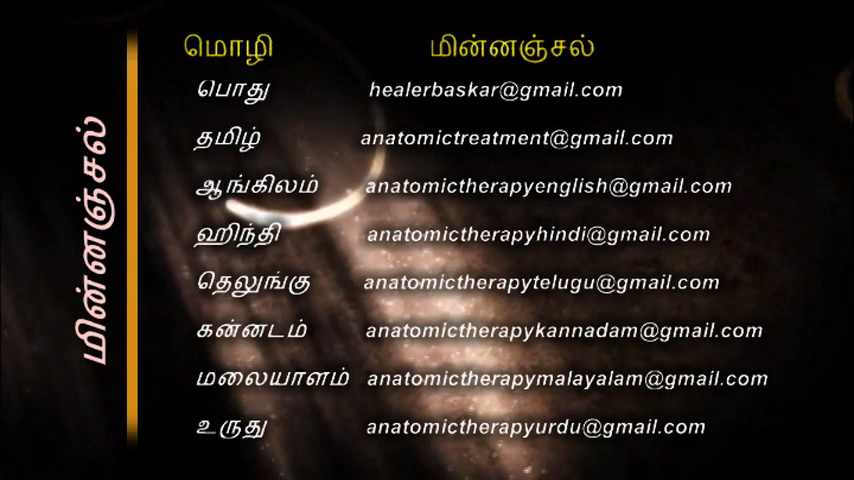 மின்னஞ்சல்
மொழி மின்னஞ்சல்
பொது healerbaskar@gmail.com
தமிழ் anatomictreatment@gmail.com
ஆங்கிலம் anatomictherapyenglish@gmail.com
ஹிந்தி anatomictherapyhindi@gmail.com
தெலுங்கு anatomictherapytelugu@gmail.com
கன்னடம் anatomictherapykannadam@gmail.com
மலையாளம் anatomictherapymalayalam@gmail.com
உருது anatomictherapyurdu@gmail.com